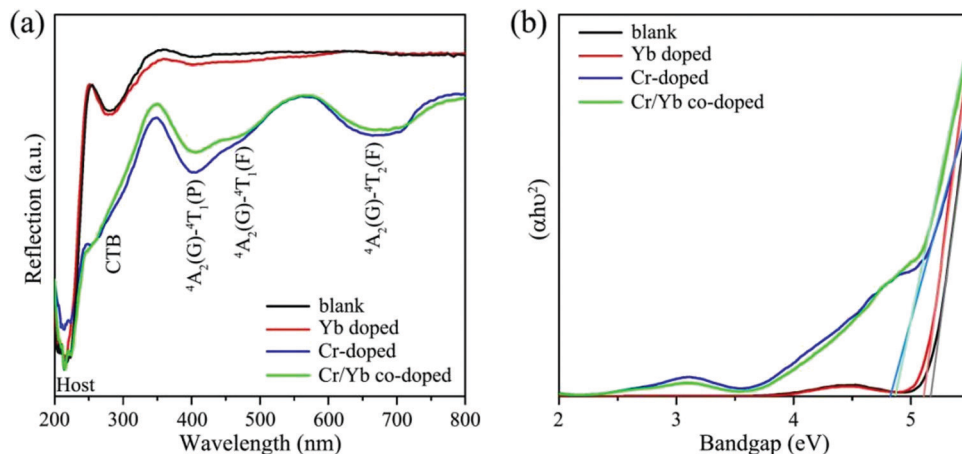 (a)
Reflection (a.u.)
Host
CTB
⁴A₂(G)-⁴T₁(P)
⁴A₂(G)-⁴T₁(F)
⁴A₂(G)-⁴T₂(F)
blank
Yb doped
Cr-doped
Cr/Yb co-doped
200 300 400 500 600 700 800
Wavelength (nm)
(b)
(αhυ²)
blank
Yb doped
Cr-doped
Cr/Yb co-doped
2 3 4 5
Bandgap (eV)